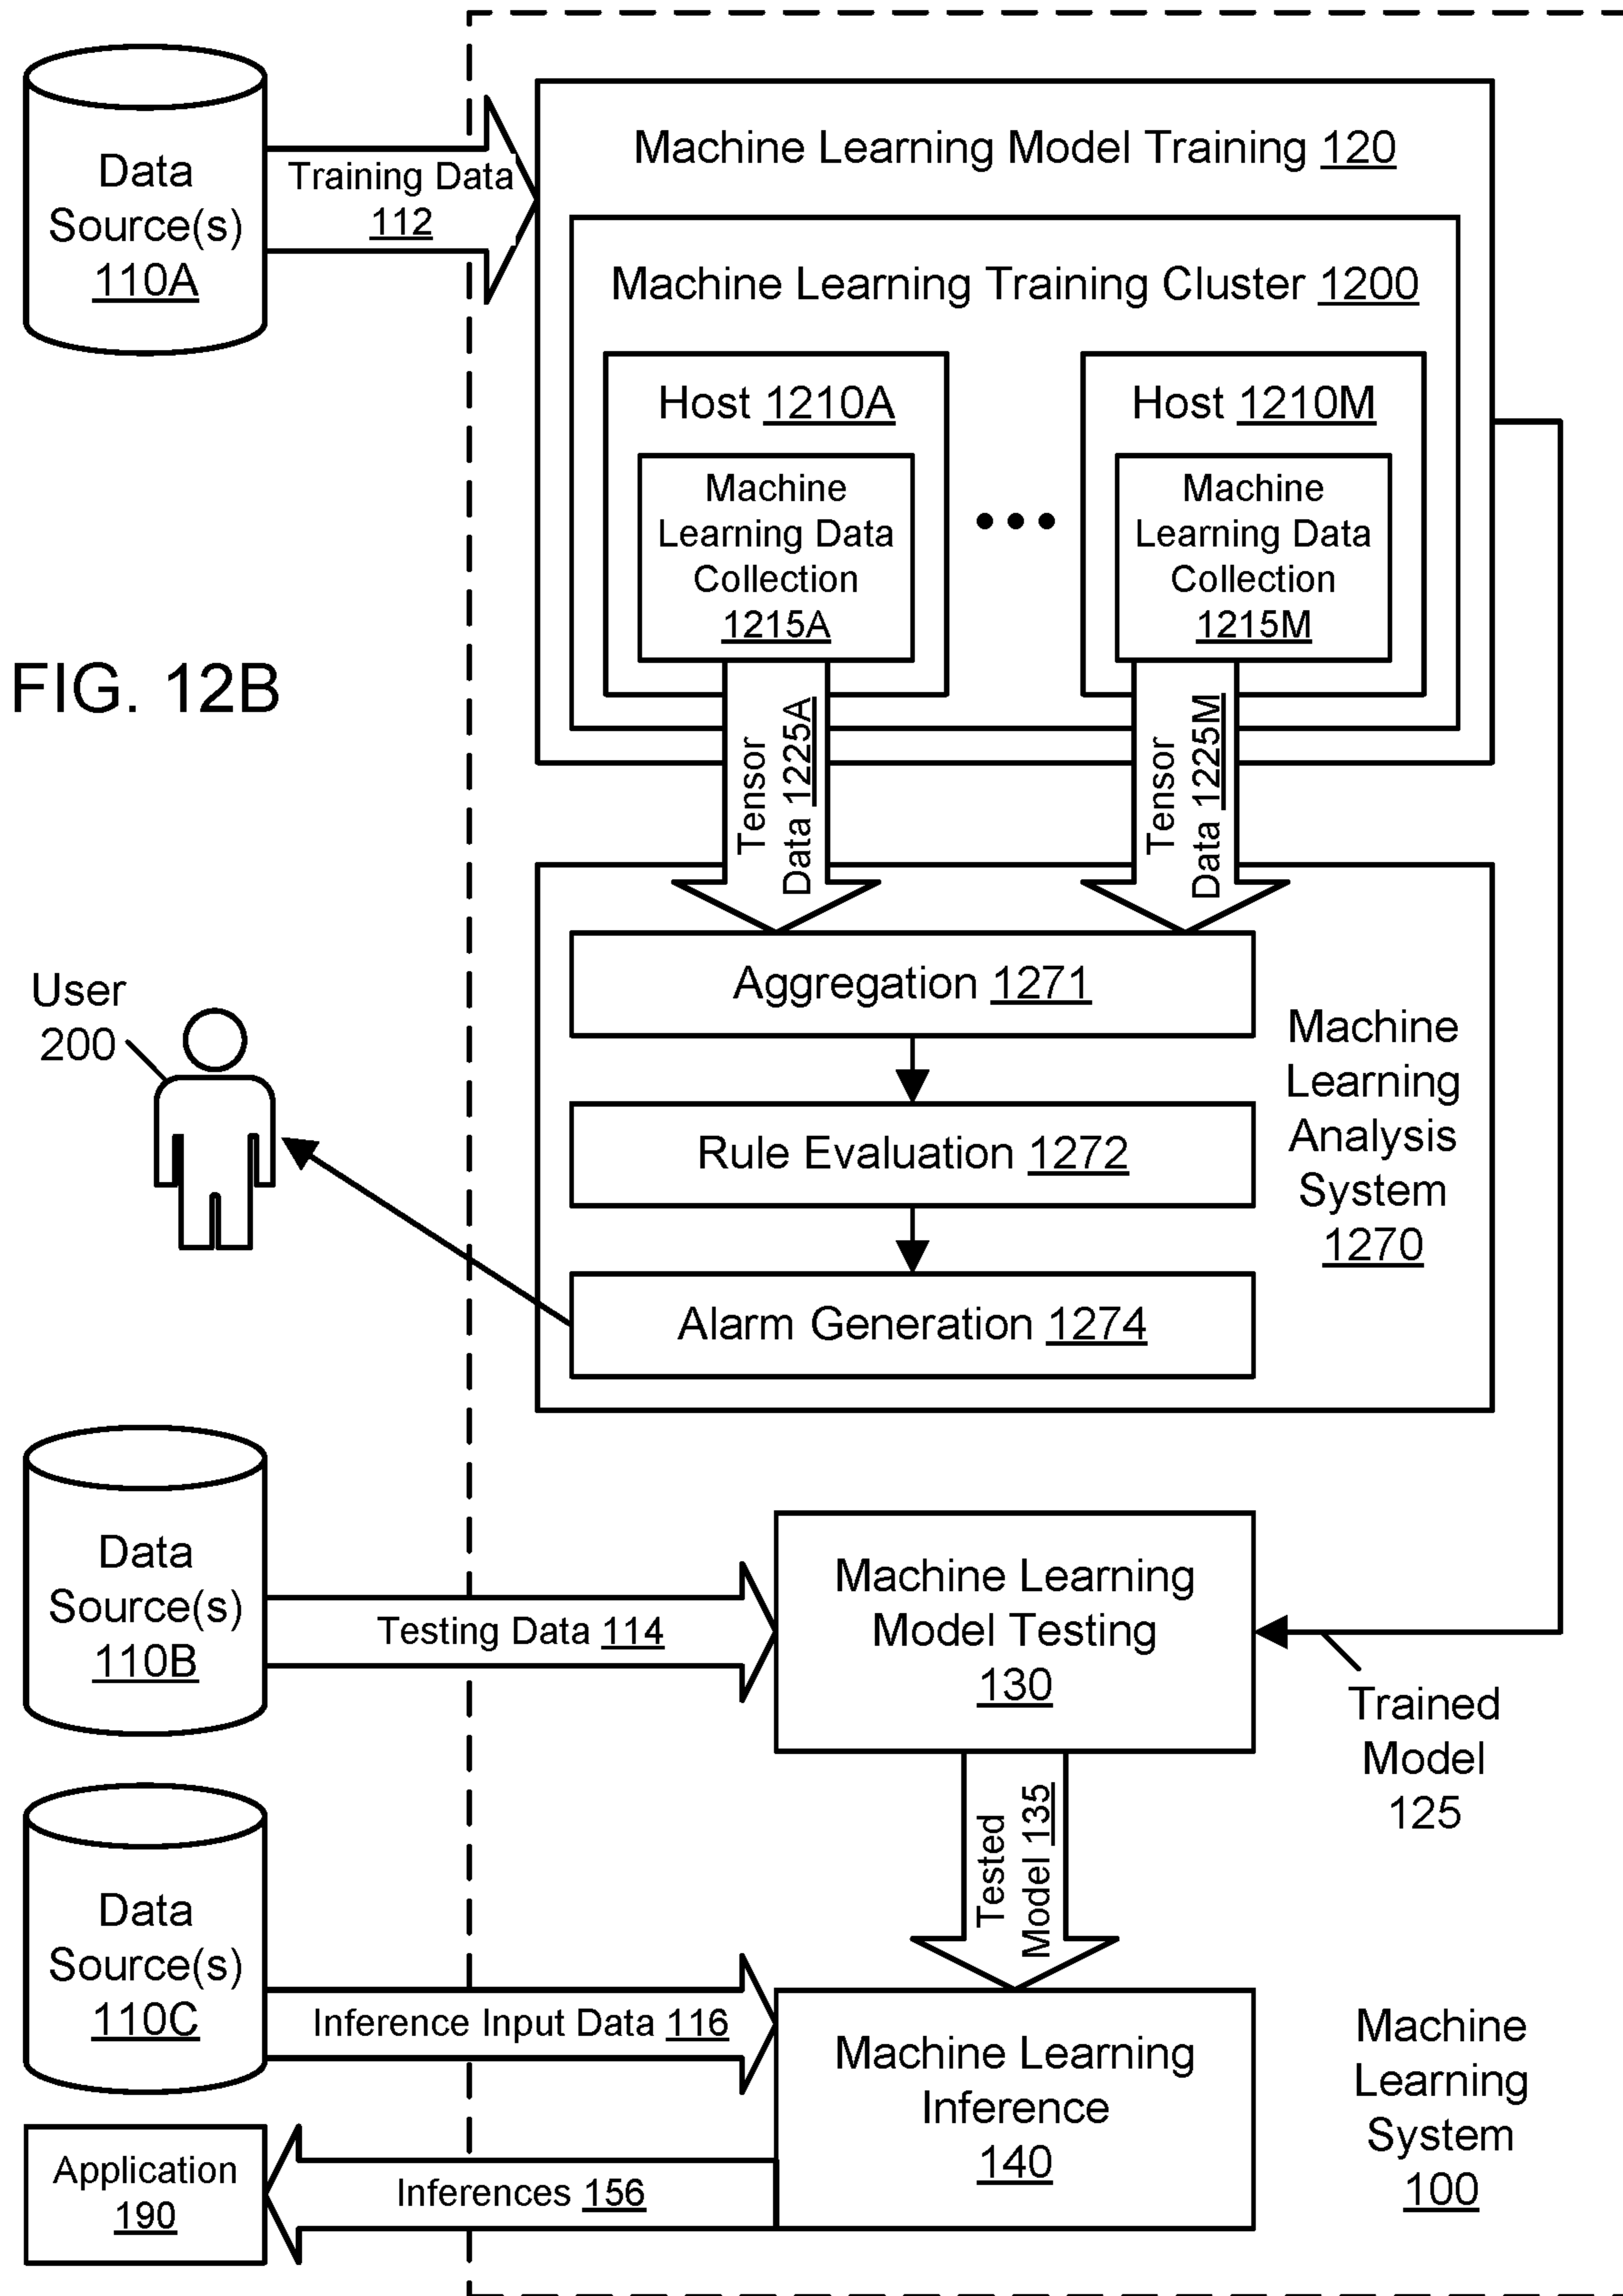 Data
Source(s)
110A
Training Data
112
Machine Learning Model Training 120
Machine Learning Training Cluster 1200
Host 1210A
Machine
Learning Data
Collection
1215A
Host 1210M
Machine
Learning Data
Collection
1215M
FIG. 12B
Tensor
Data 1225A
Tensor
Data 1225M
Aggregation 1271
Rule Evaluation 1272
Alarm Generation 1274
Machine
Learning
Analysis
System
1270
User
200
Data
Source(s)
110B
Testing Data 114
Machine Learning
Model Testing
130
Trained
Model
125
Tested
Model 135
Data
Source(s)
110C
Inference Input Data 116
Machine Learning
Inference
140
Inferences 156
Application
190
Machine
Learning
System
100